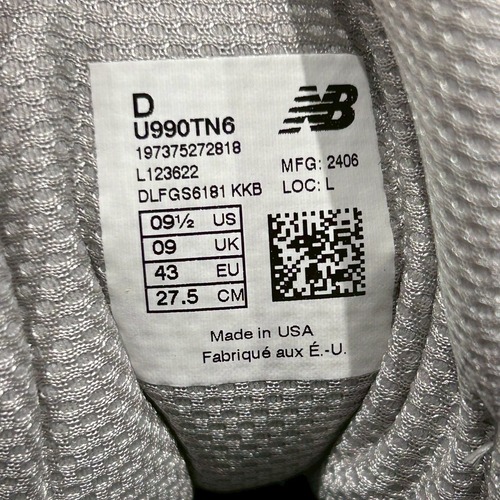 D
NB
U990TN6
197375272818
L123622
MFG: 2406
DLFGS6181 KKB
LOC: L
09½ US
09 UK
43 EU
27.5 CM
Made in USA
Fabriqué aux É.-U.